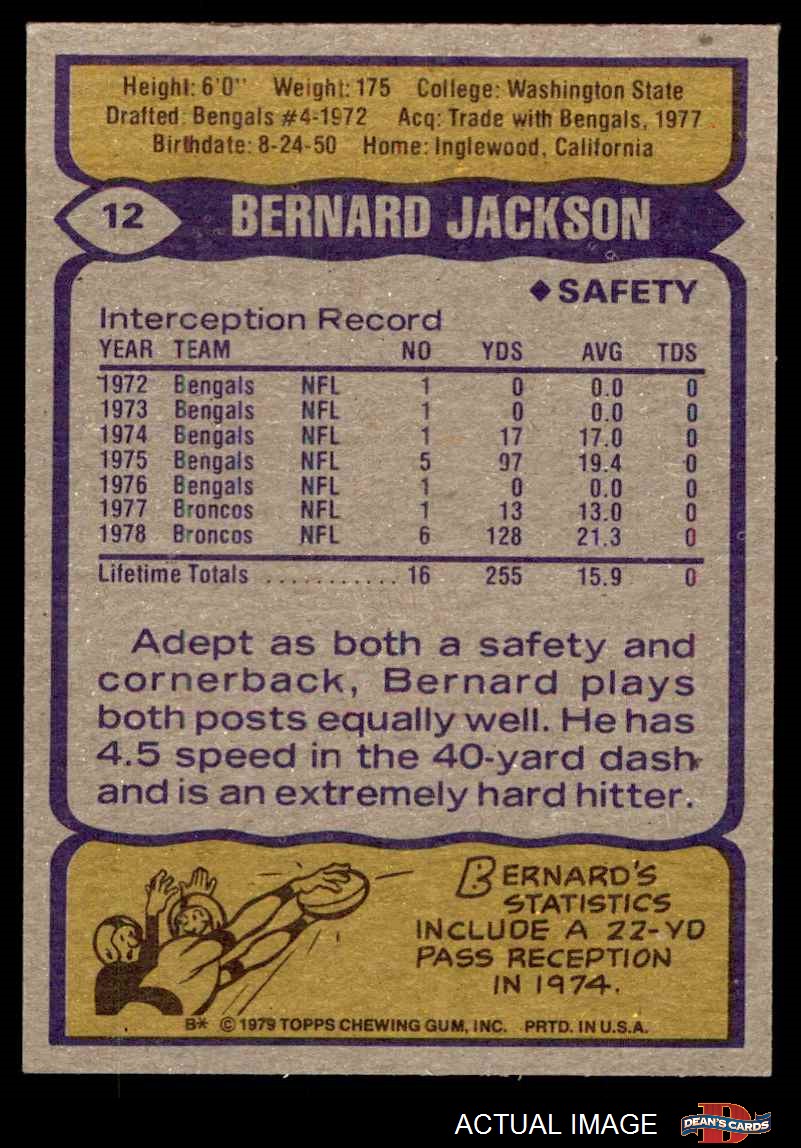 Height: 6'0" Weight: 175 College: Washington State
Drafted: Bengals #4-1972 Acq: Trade with Bengals, 1977
Birthdate: 8-24-50 Home: Inglewood, California
12 BERNARD JACKSON
◆SAFETY
Interception Record
YEAR TEAM NO YDS AVG TDS
1972 Bengals NFL 1 0 0.0 0
1973 Bengals NFL 1 0 0.0 0
1974 Bengals NFL 1 17 17.0 0
1975 Bengals NFL 5 97 19.4 0
1976 Bengals NFL 1 0 0.0 0
1977 Broncos NFL 1 13 13.0 0
1978 Broncos NFL 6 128 21.3 0
Lifetime Totals ........... 16 255 15.9 0
Adept as both a safety and
cornerback, Bernard plays
both posts equally well. He has
4.5 speed in the 40-yard dash
and is an extremely hard hitter.
BERNARD'S
STATISTICS
INCLUDE A 22-YD
PASS RECEPTION
IN 1974.
B* © 1979 TOPPS CHEWING GUM, INC. PRTD. IN U.S.A.
ACTUAL IMAGE
D
DEAN'S CARDS